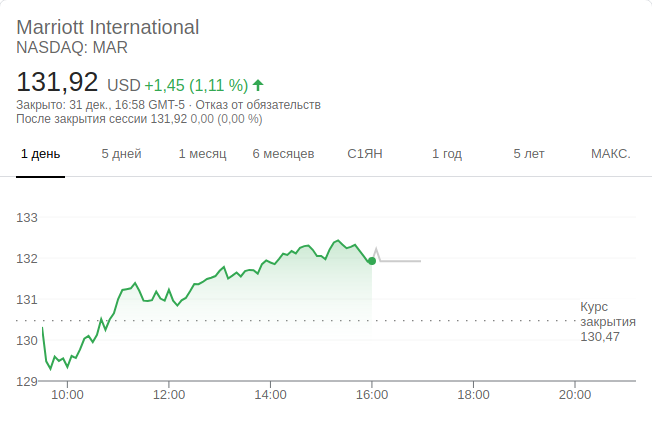 Marriott International
NASDAQ: MAR
131,92 USD +1,45 (1,11 %)
Закрыто: 31 дек., 16:58 GMT-5 · Отказ от обязательств
После закрытия сессии 131,92 0,00 (0,00 %)
1 день 5 дней 1 месяц 6 месяцев С1ЯН 1 год 5 лет МАКС.
133
132
131
Курс
закрытия
130,47
130
129
10:00 12:00 14:00 16:00 18:00 20:00